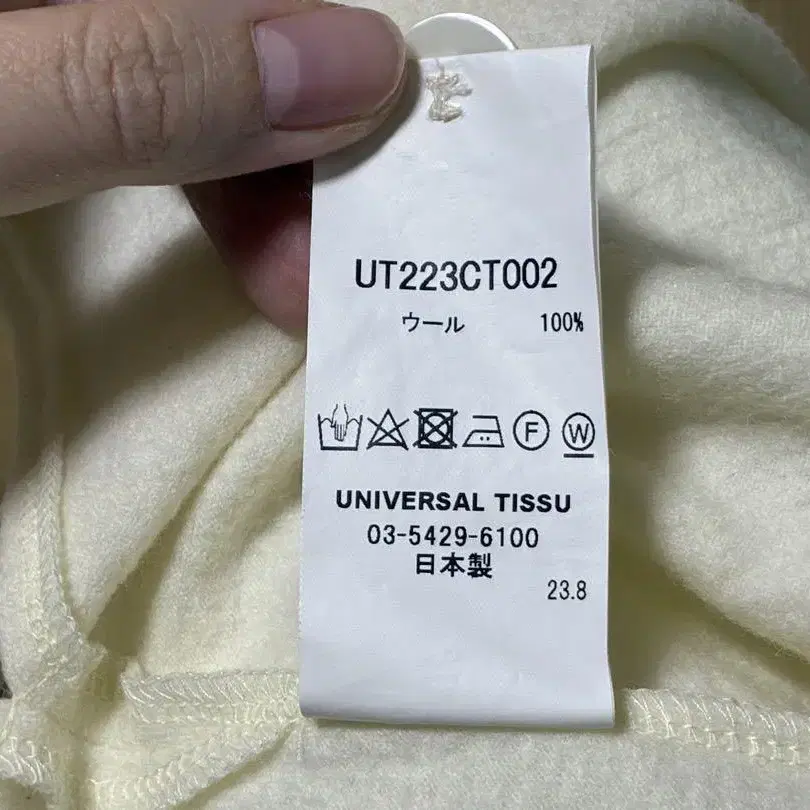 UT223CT002
ウール 100%
F W
UNIVERSAL TISSU
03-5429-6100
日本製
23.8